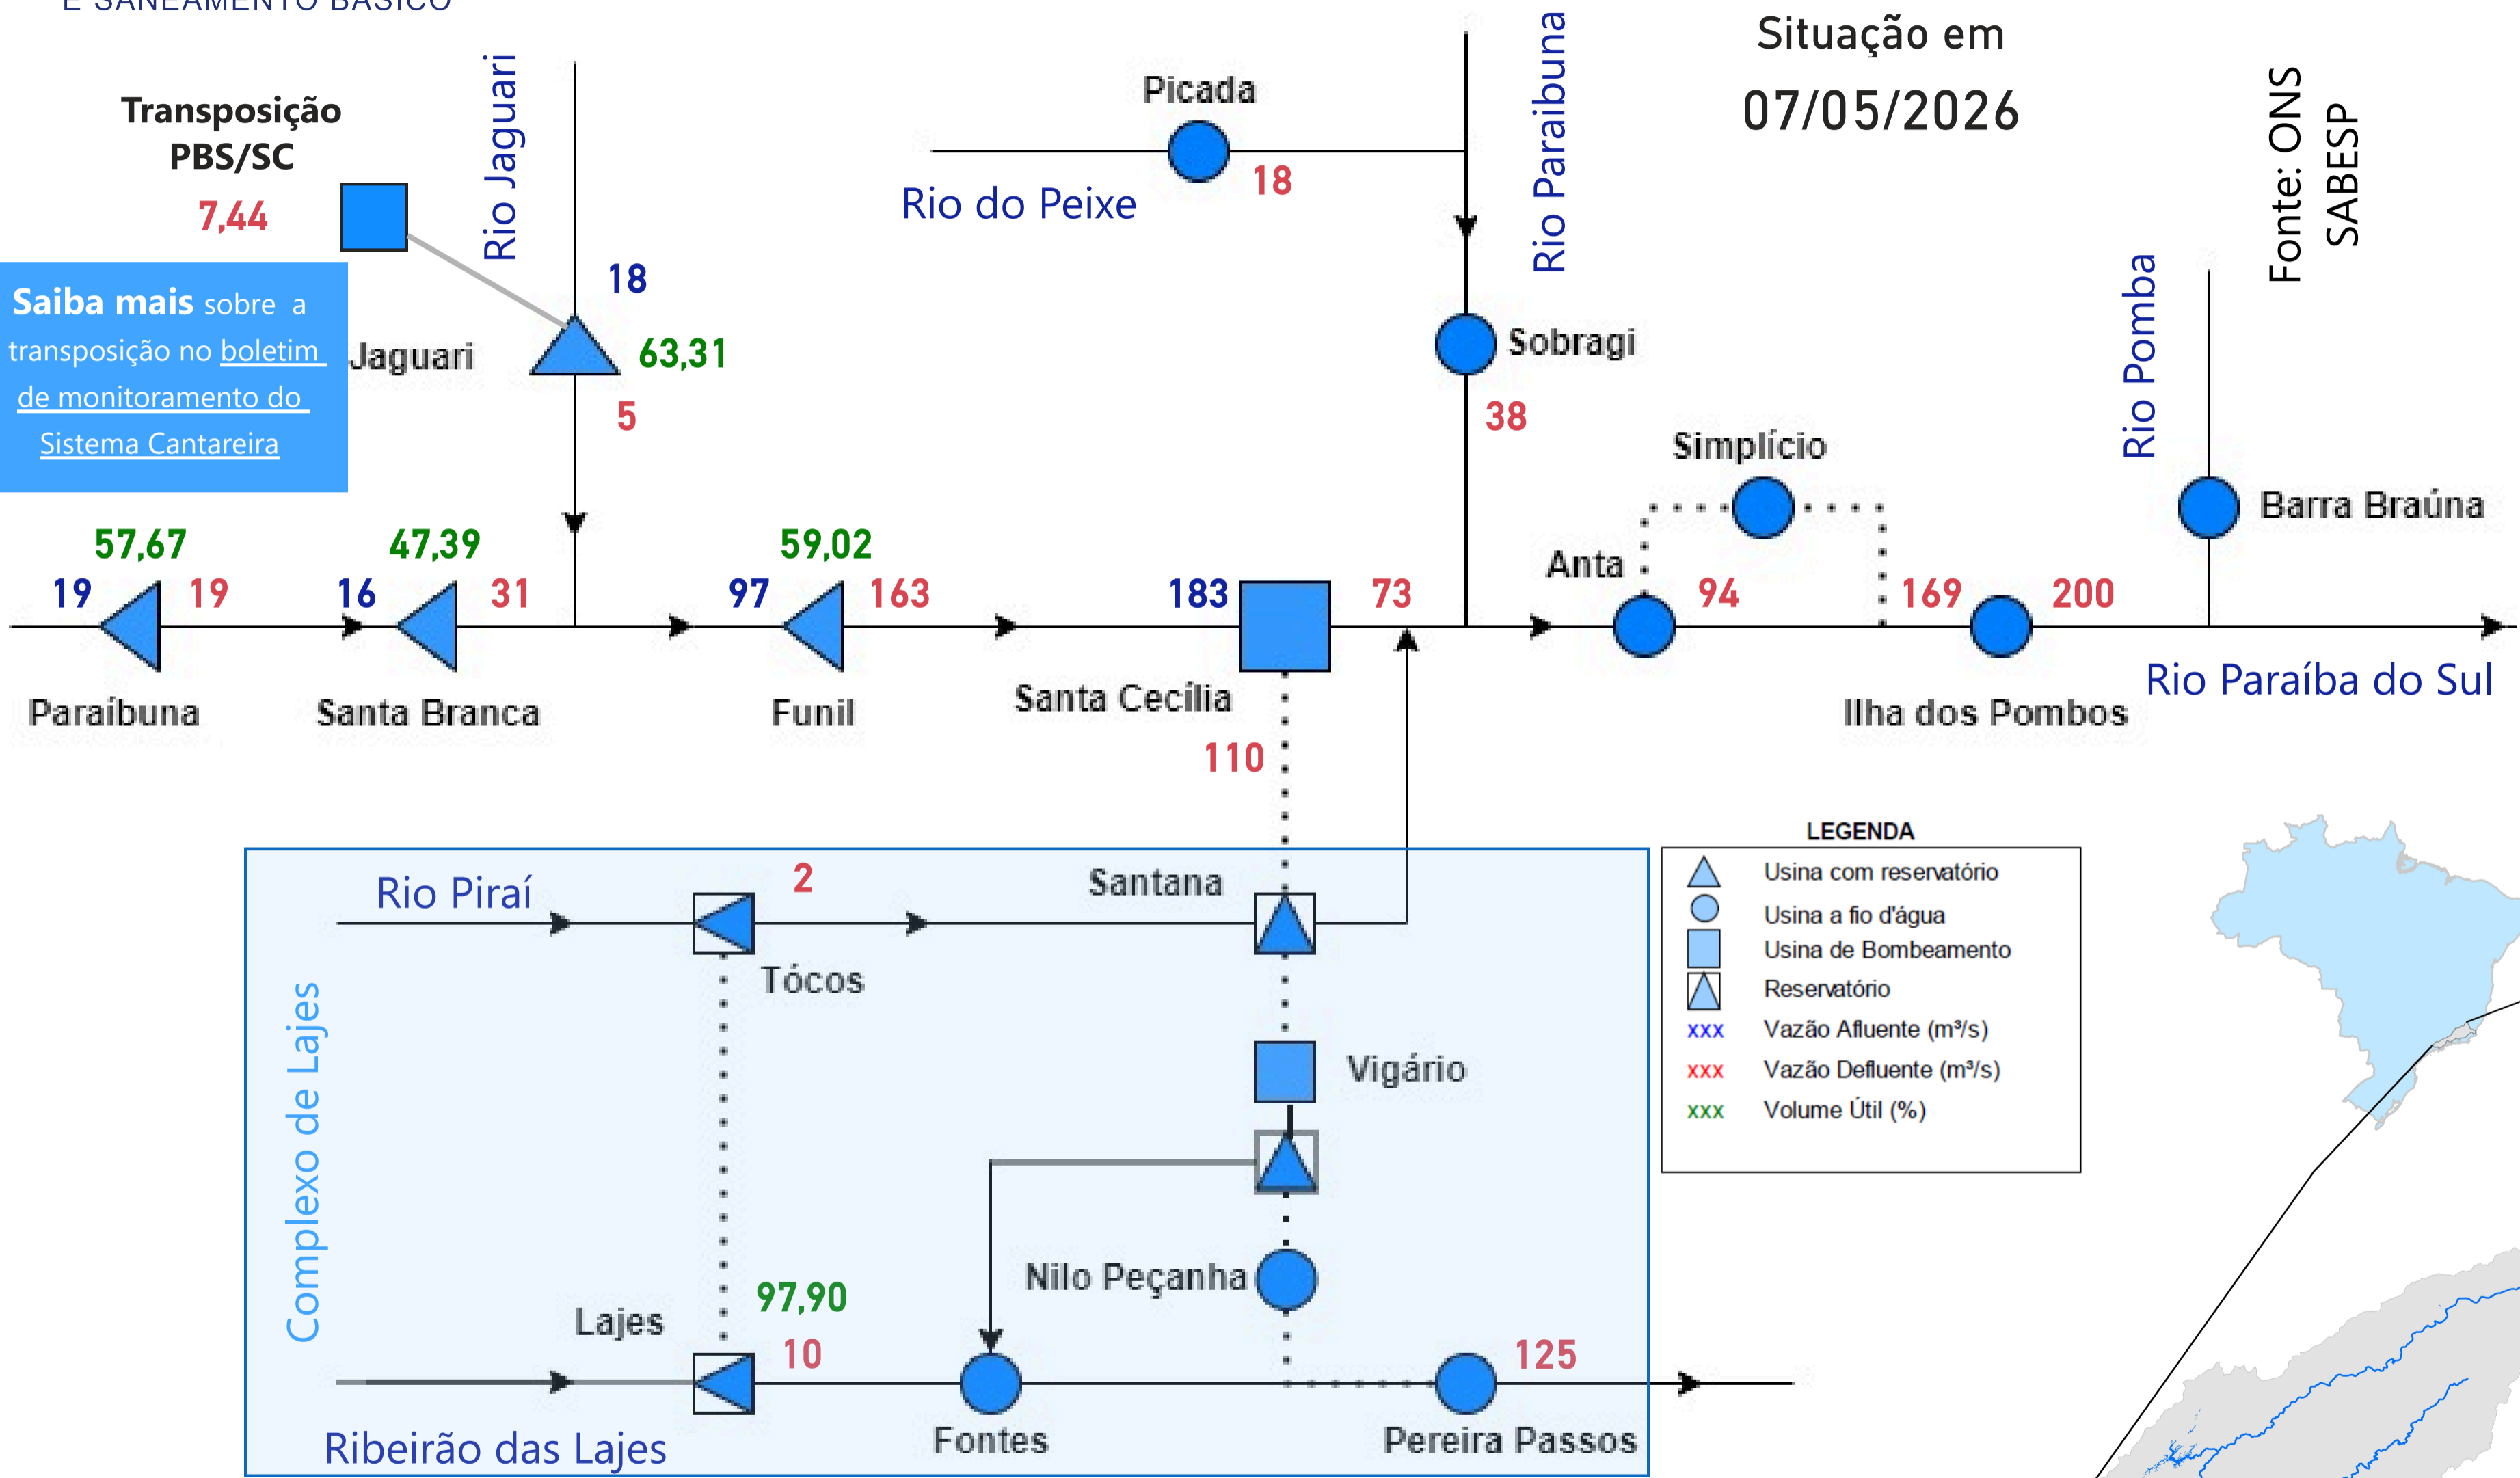 E SANEAMENTO BÁSICO
Situação em
07/05/2026
Fonte: ONS
SABESP
Transposição
PBS/SC
7,44
Rio Jaguari
Picada
18
Rio do Peixe
Rio Paraibuna
Saiba mais sobre a
transposição no boletim
de monitoramento do
Sistema Cantareira
18
Jaguari
63,31
5
Sobragi
38
Simplício
Rio Pomba
Barra Braúna
57,67
47,39
59,02
Anta
19
19
16
31
97
163
183
73
94
169
200
Paraíbuna
Santa Branca
Funil
Santa Cecília
Ilha dos Pombos
Rio Paraíba do Sul
110
Complexo de Lajes
Rio Piraí
2
Santana
Tócos
Vigário
Nilo Peçanha
97,90
Lajes
10
125
Ribeirão das Lajes
Fontes
Pereira Passos
LEGENDA
Usina com reservatório
Usina a fio d'água
Usina de Bombeamento
Reservatório
xxx Vazão Afluente (m³/s)
xxx Vazão Defluente (m³/s)
xxx Volume Útil (%)